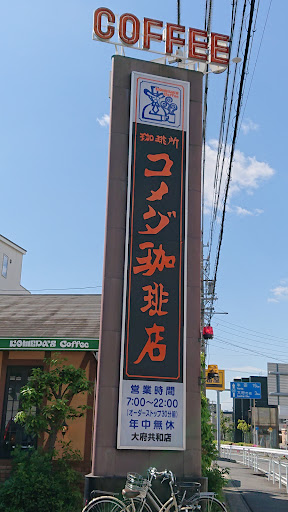 COFFEE
珈琲所
コメダ珈琲店
KOMEDA'S Coffee
営業時間
7:00〜22:00
(オーダーストップ30分前)
年中無休
大府共和店